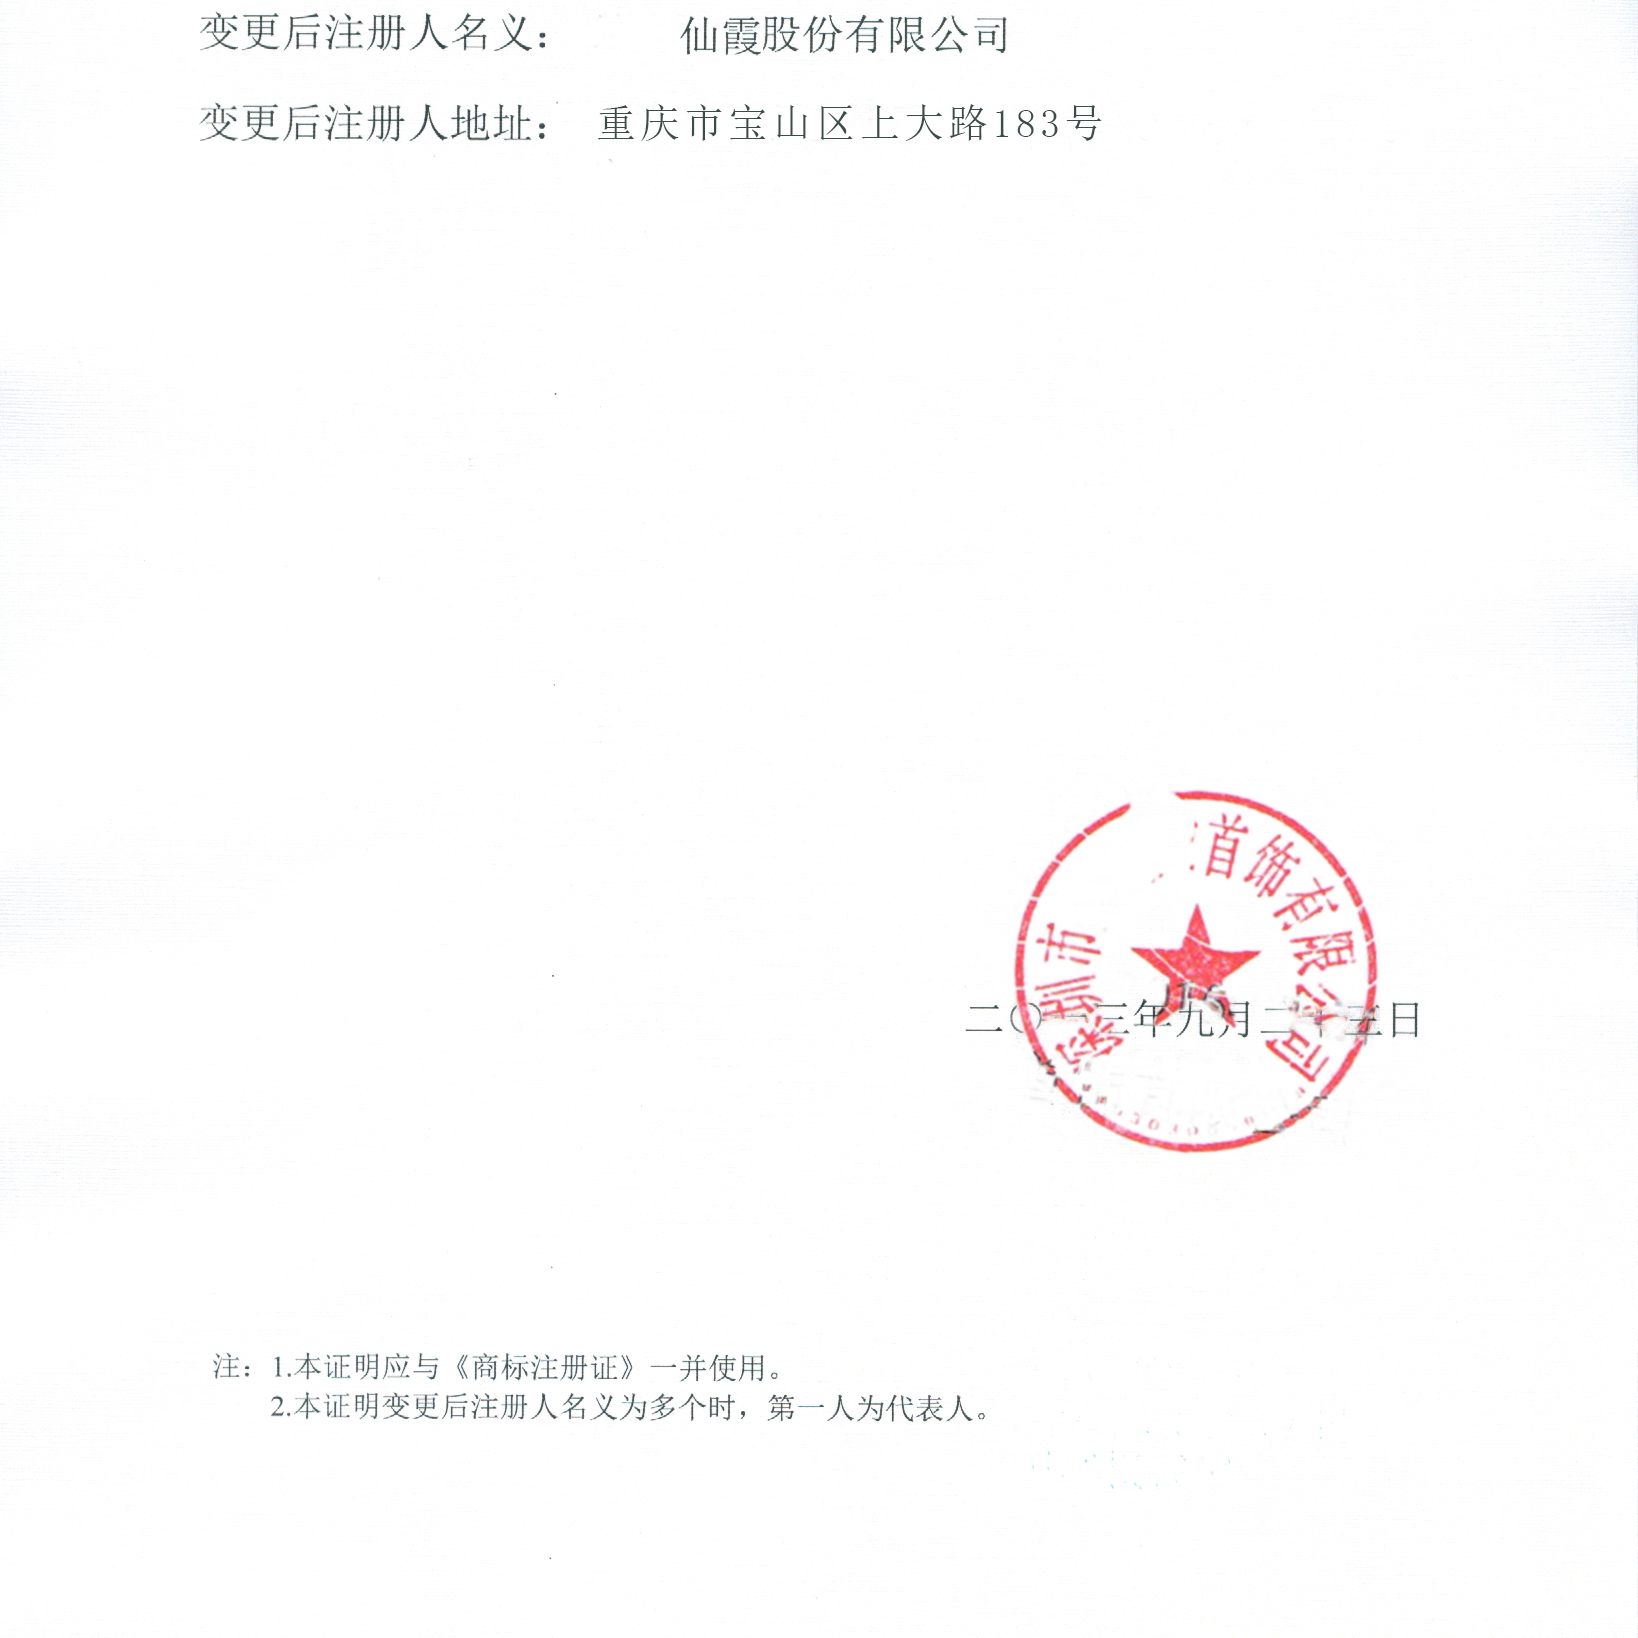 变更后注册人名义： 仙霞股份有限公司
变更后注册人地址： 重庆市宝山区上大路183号
深圳市
首饰有限公司
二〇一三年九月二十三日
注：1.本证明应与《商标注册证》一并使用。
2.本证明变更后注册人名义为多个时，第一人为代表人。